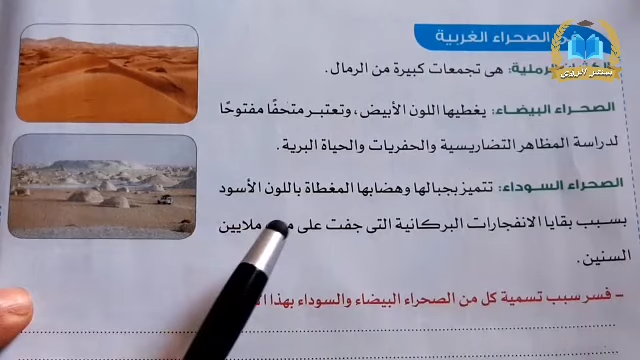 الصحراء الغربية
هى تجمعات كبيرة من الرمال.
الصحراء البيضاء: يغطيها اللون الأبيض، وتعتبر متحفًا مفتوحًا
لدراسة المظاهر التضاريسية والحفريات والحياة البرية.
الصحراء السوداء: تتميز بجبالها وهضابها المغطاة باللون الأسود
بسبب بقايا الانفجارات البركانية التى جفت على ملايين
السنين.
– فسر سبب تسمية كل من الصحراء البيضاء والسوداء بهذا